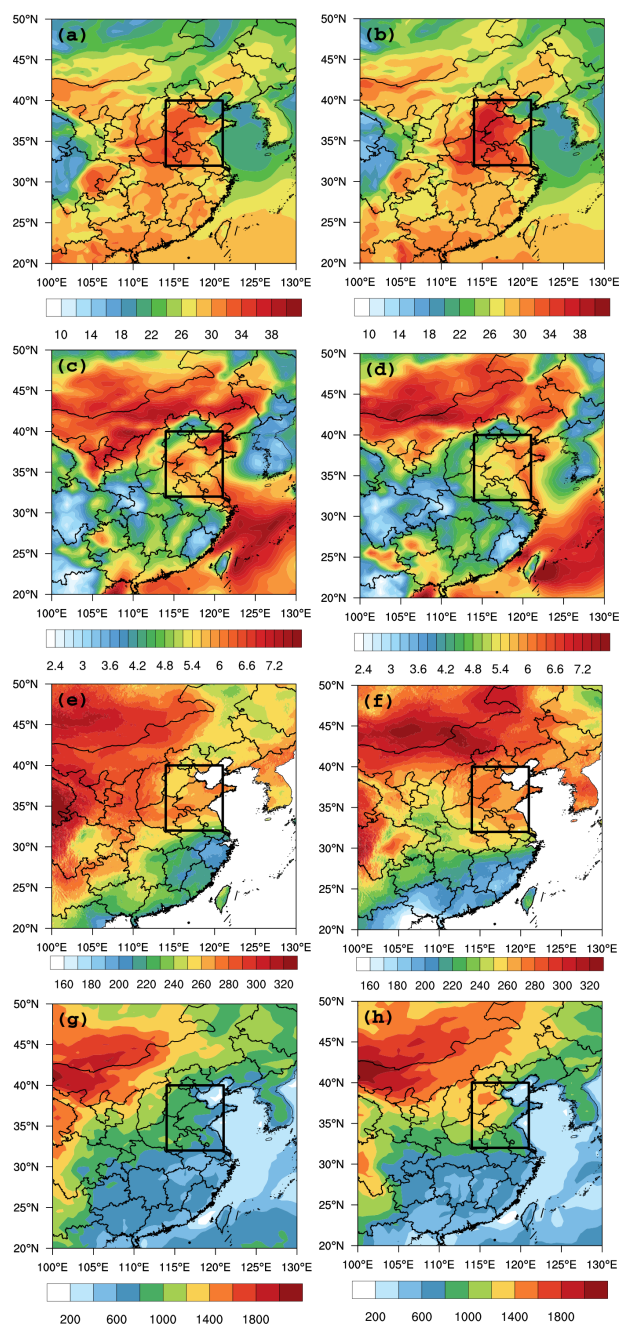 (a) (b)
50°N 50°N
45°N 45°N
40°N 40°N
35°N 35°N
30°N 30°N
25°N 25°N
20°N 20°N
100°E 105°E 110°E 115°E 120°E 125°E 130°E 100°E 105°E 110°E 115°E 120°E 125°E 130°E
10 14 18 22 26 30 34 38 10 14 18 22 26 30 34 38
(c) (d)
50°N 50°N
45°N 45°N
40°N 40°N
35°N 35°N
30°N 30°N
25°N 25°N
20°N 20°N
100°E 105°E 110°E 115°E 120°E 125°E 130°E 100°E 105°E 110°E 115°E 120°E 125°E 130°E
2.4 3 3.6 4.2 4.8 5.4 6 6.6 7.2 2.4 3 3.6 4.2 4.8 5.4 6 6.6 7.2
(e) (f)
50°N 50°N
45°N 45°N
40°N 40°N
35°N 35°N
30°N 30°N
25°N 25°N
20°N 20°N
100°E 105°E 110°E 115°E 120°E 125°E 130°E 100°E 105°E 110°E 115°E 120°E 125°E 130°E
160 180 200 220 240 260 280 300 320 160 180 200 220 240 260 280 300 320
(g) (h)
50°N 50°N
45°N 45°N
40°N 40°N
35°N 35°N
30°N 30°N
25°N 25°N
20°N 20°N
100°E 105°E 110°E 115°E 120°E 125°E 130°E 100°E 105°E 110°E 115°E 120°E 125°E 130°E
200 600 1000 1400 1800 200 600 1000 1400 1800